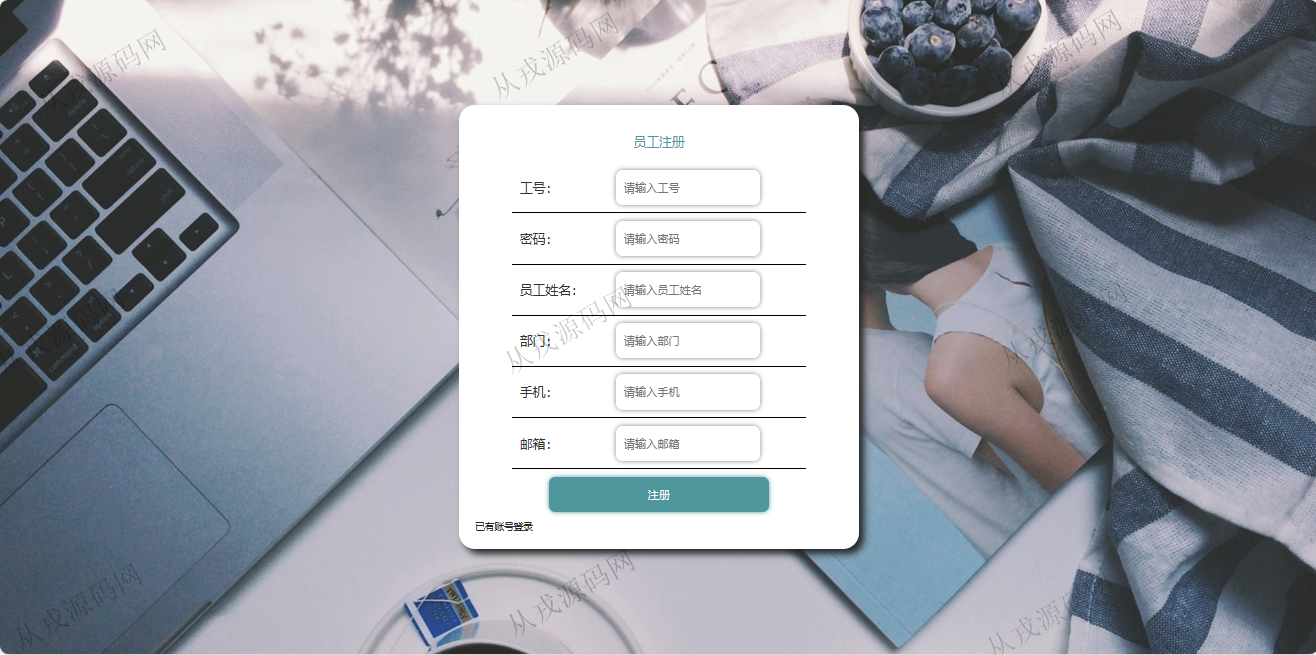 从戎源码网
从戎源码网
从戎源码网
员工注册
工号:
请输入工号
密码:
请输入密码
员工姓名:
请输入员工姓名
从戎源码网
部门:
请输入部门
手机:
请输入手机
邮箱:
请输入邮箱
注册
已有账号登录
从戎源码网
从戎源码网
从戎源码